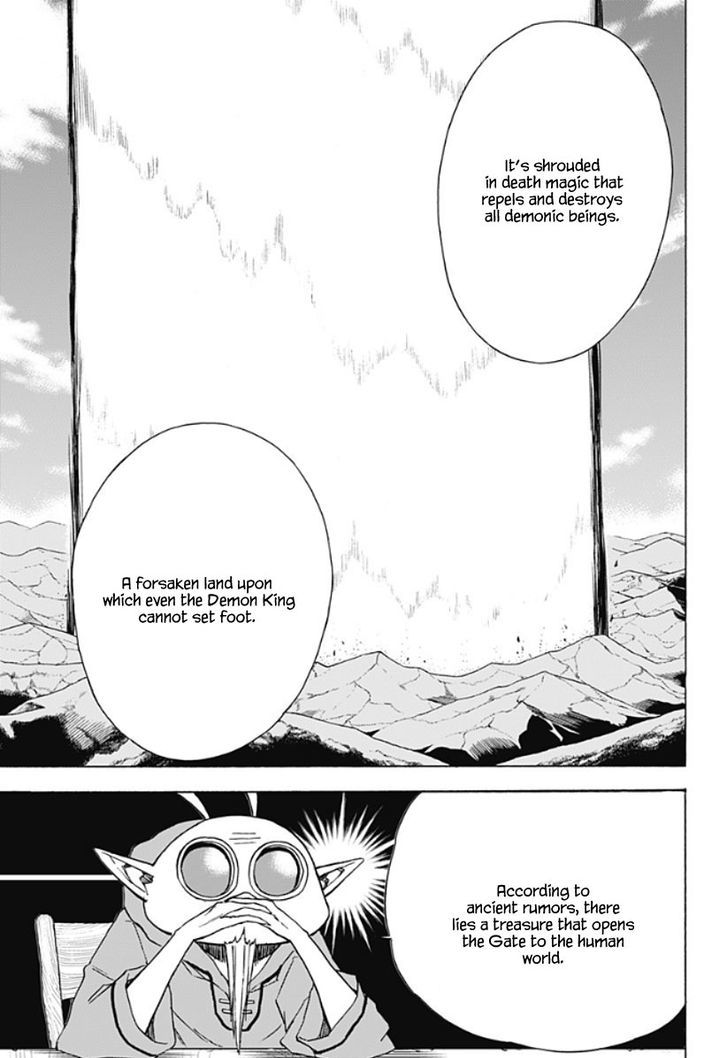 It's shrouded
in death magic that
repels and destroys
all demonic beings.
A forsaken land upon
which even the Demon King
cannot set foot.
According to
ancient rumors, there
lies a treasure that opens
the Gate to the human
world.